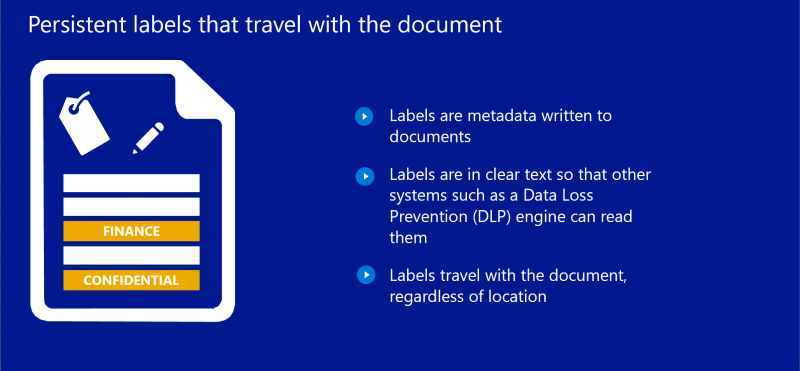 Persistent labels that travel with the document
FINANCE
CONFIDENTIAL
Labels are metadata written to
documents
Labels are in clear text so that other
systems such as a Data Loss
Prevention (DLP) engine can read
them
Labels travel with the document,
regardless of location